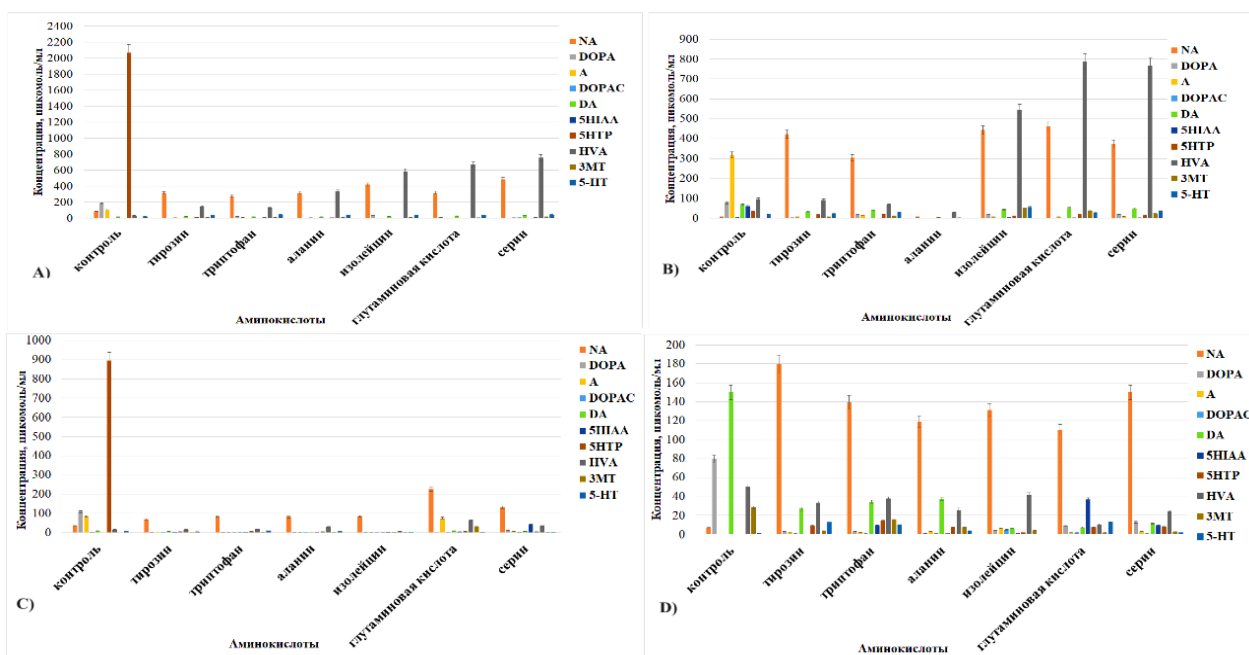 Концентрация, пикомоль/мл
2400
2200
2000
1800
1600
1400
1200
1000
800
600
400
200
0
NA
DOPA
A
DOPAC
DA
5HIAA
5HTP
HVA
3MT
5-HT
контроль
тирозин
триптофан
аланин
изолейцин
глутаминовая кислота
серин
A)
Аминокислоты
Концентрация, пикомоль/мл
900
800
700
600
500
400
300
200
100
0
NA
DOPA
A
DOPAC
DA
5HIAA
5HTP
HVA
3MT
5-HT
контроль
тирозин
триптофан
аланин
изолейцин
глутаминовая кислота
серин
B)
Аминокислоты
Концентрация, пикомоль/мл
1000
900
800
700
600
500
400
300
200
100
0
NA
DOPA
A
DOPAC
DA
5HIAA
5HTP
HVA
3MT
5-HT
контроль
тирозин
триптофан
аланин
изолейцин
глутаминовая кислота
серин
C)
Аминокислоты
Концентрация, пикомоль/мл
200
180
160
140
120
100
80
60
40
20
0
NA
DOPA
A
DOPAC
DA
5HIAA
5HTP
HVA
3MT
5-HT
контроль
тирозин
триптофан
аланин
изолейцин
глутаминовая кислота
серин
D)
Аминокислоты